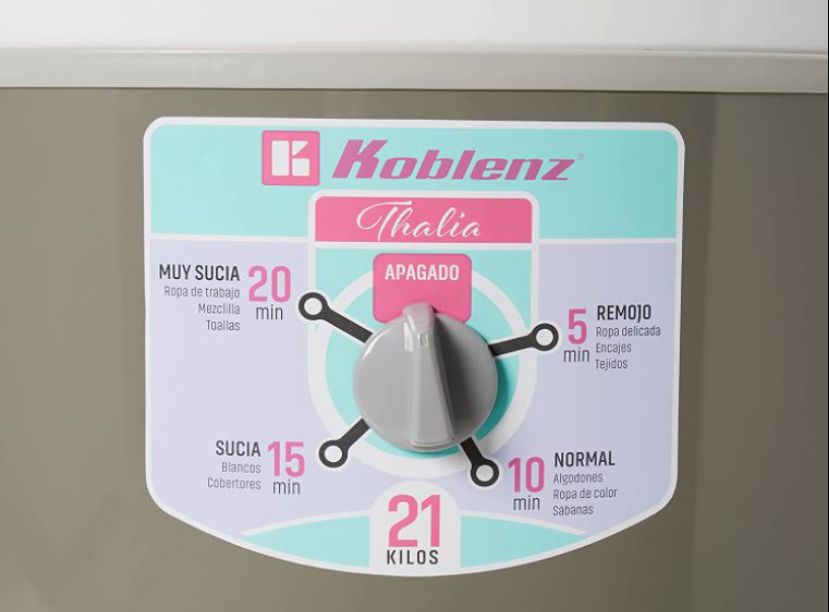 K Koblenz®
Thalia
APAGADO
MUY SUCIA
Ropa de trabajo
Mezclilla
Toallas
20
min
5
min
REMOJO
Ropa delicada
Encajes
Tejidos
SUCIA
Blancos
Cobertores
15
min
10
min
NORMAL
Algodones
Ropa de color
Sábanas
21
KILOS